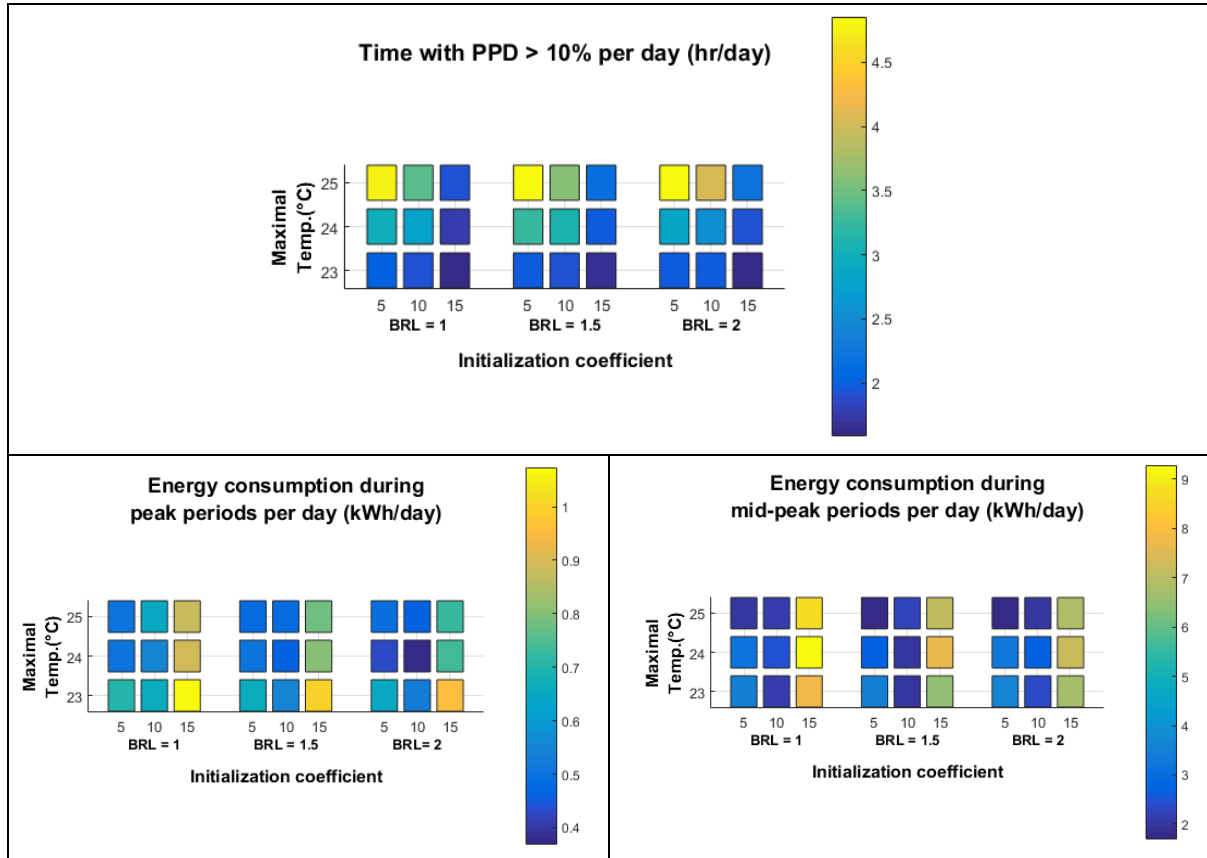 Time with PPD > 10% per day (hr/day)
4.5
4
3.5
3
2.5
2
Maximal
Temp.(°C)
25
24
23
5 10 15 5 10 15 5 10 15
BRL = 1 BRL = 1.5 BRL = 2
Initialization coefficient
Energy consumption during
peak periods per day (kWh/day)
1
0.9
0.8
0.7
0.6
0.5
0.4
Maximal
Temp.(°C)
25
24
23
5 10 15 5 10 15 5 10 15
BRL = 1 BRL = 1.5 BRL= 2
Initialization coefficient
Energy consumption during
mid-peak periods per day (kWh/day)
9
8
7
6
5
4
3
2
Maximal
Temp.(°C)
25
24
23
5 10 15 5 10 15 5 10 15
BRL = 1 BRL = 1.5 BRL = 2
Initialization coefficient